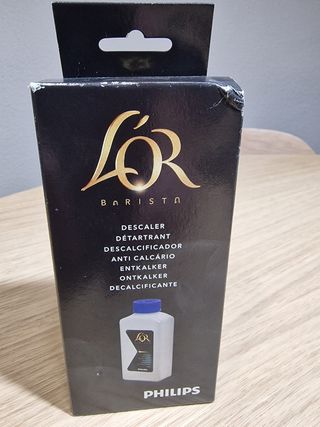 L'OR
BARISTA
DESCALER
DÉTARTRANT
DESCALCIFICADOR
ANTI CALCÁRIO
ENTKALKER
ONTKALKER
DECALCIFICANTE
L'OR
PHILIPS